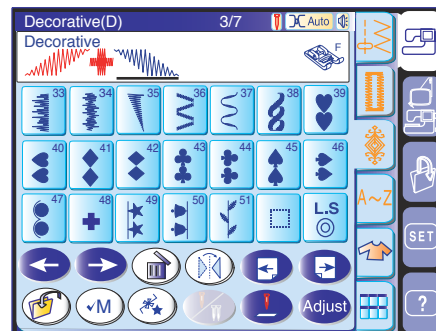 Decorative(D) 3/7 Auto
Decorative F
33 34 35 36 37 38 39
40 41 42 43 44 45 46
47 48 49 50 51 L.S
A~Z
SET
✓M Adjust
?